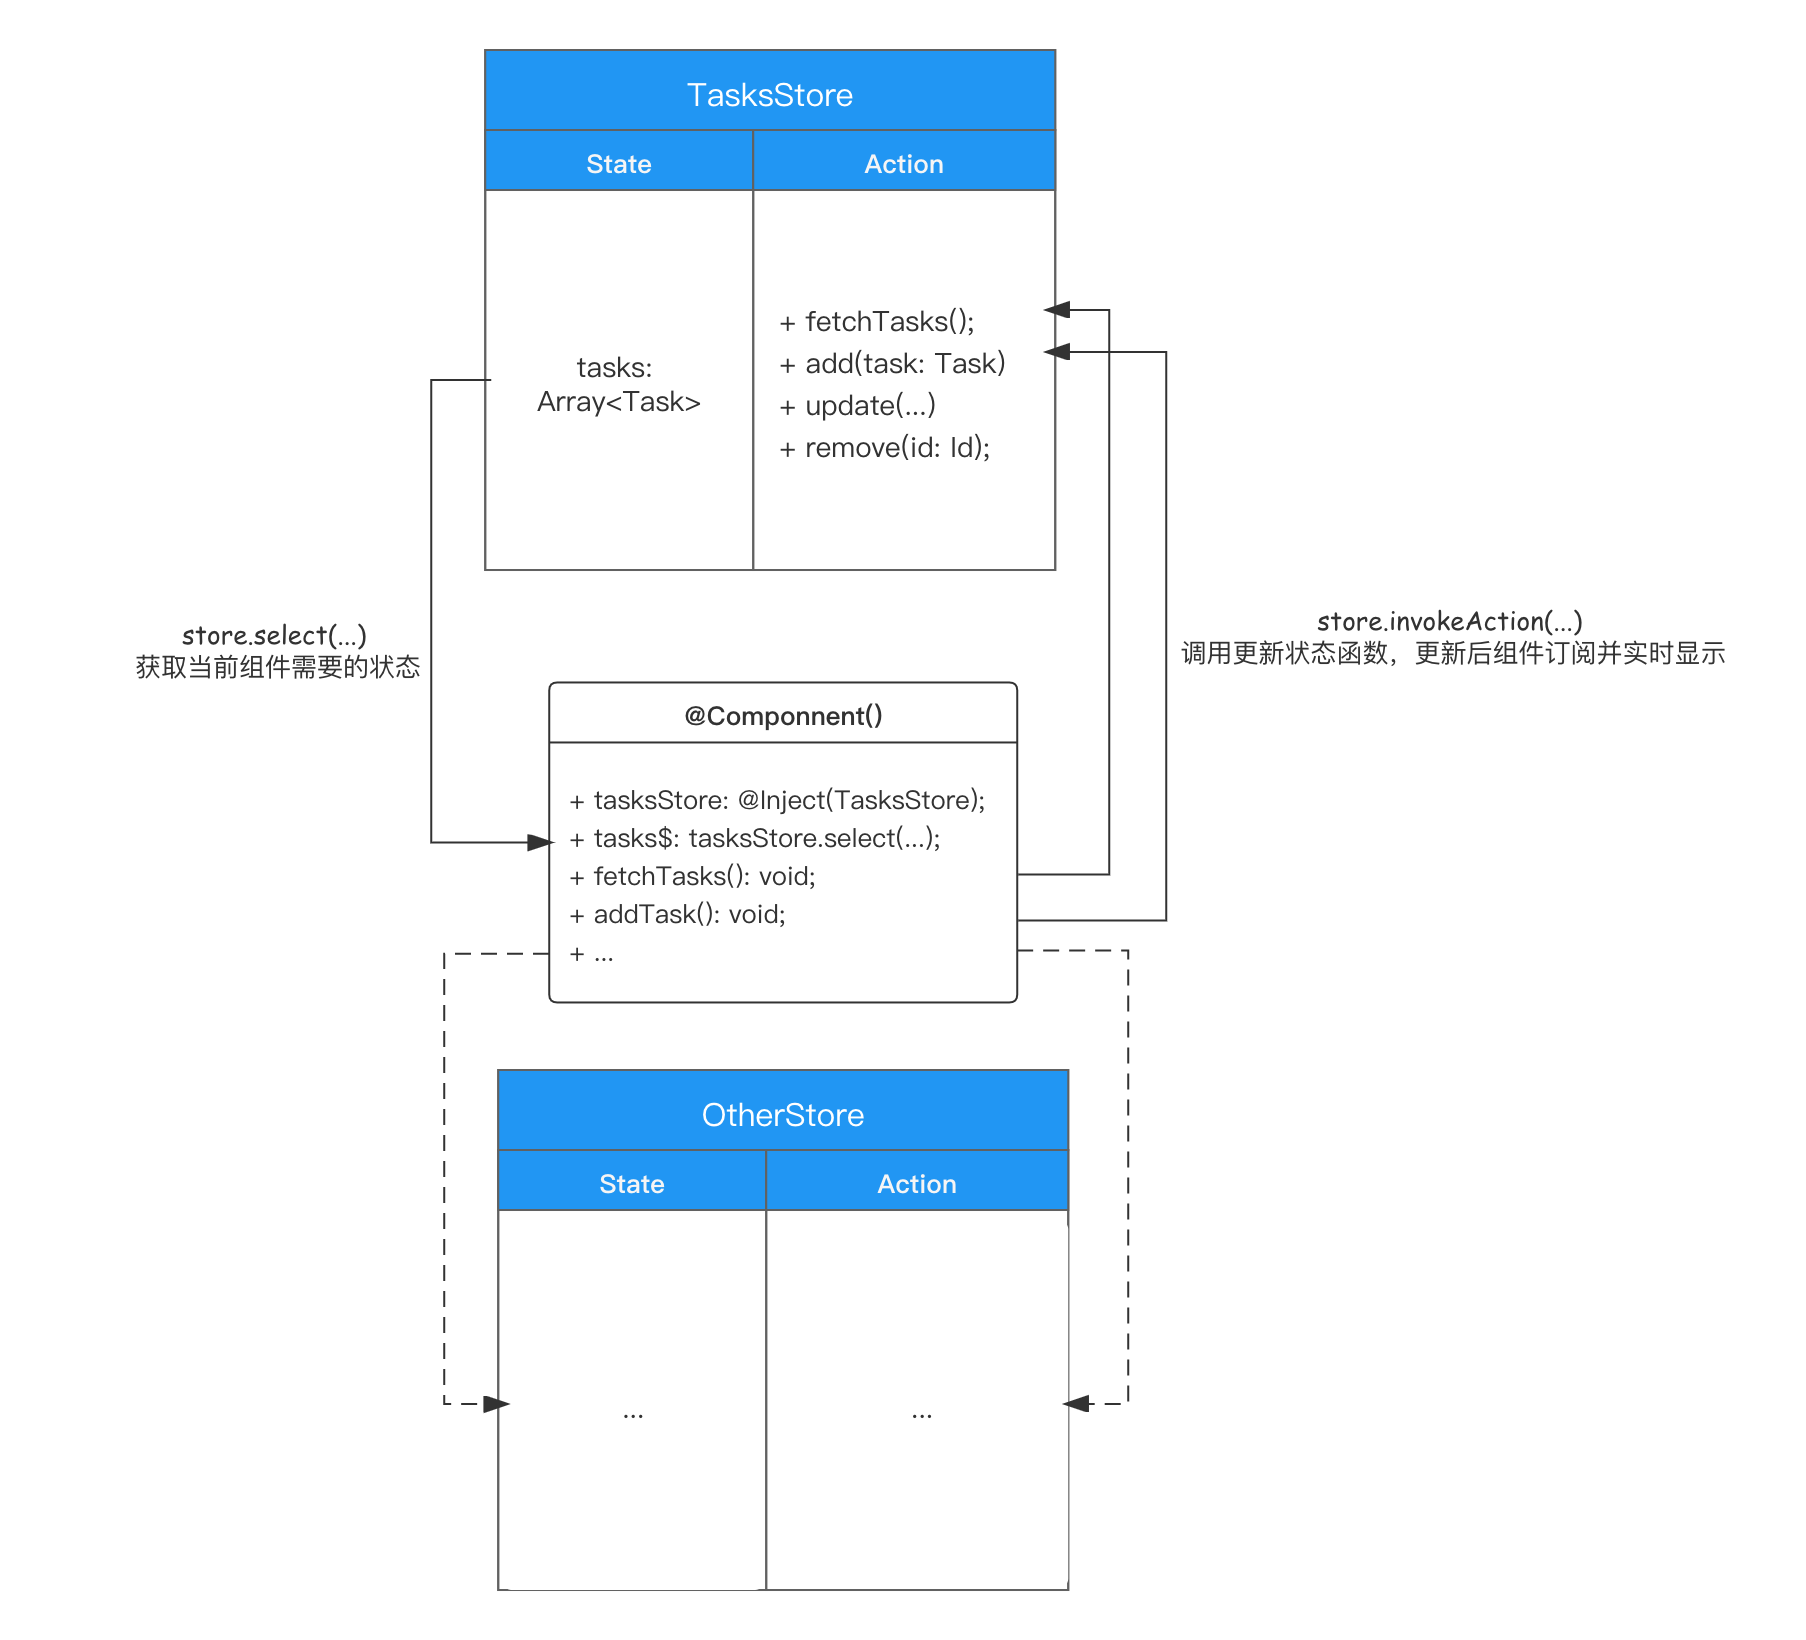 TasksStore
State
Action
tasks:
Array<Task>
+ fetchTasks();
+ add(task: Task)
+ update(...)
+ remove(id: Id);
store.select(...)
获取当前组件需要的状态
store.invokeAction(...)
调用更新状态函数，更新后组件订阅并实时显示
@Componnent()
+ tasksStore: @Inject(TasksStore);
+ tasks$: tasksStore.select(...);
+ fetchTasks(): void;
+ addTask(): void;
+ ...
OtherStore
State
Action
...
...